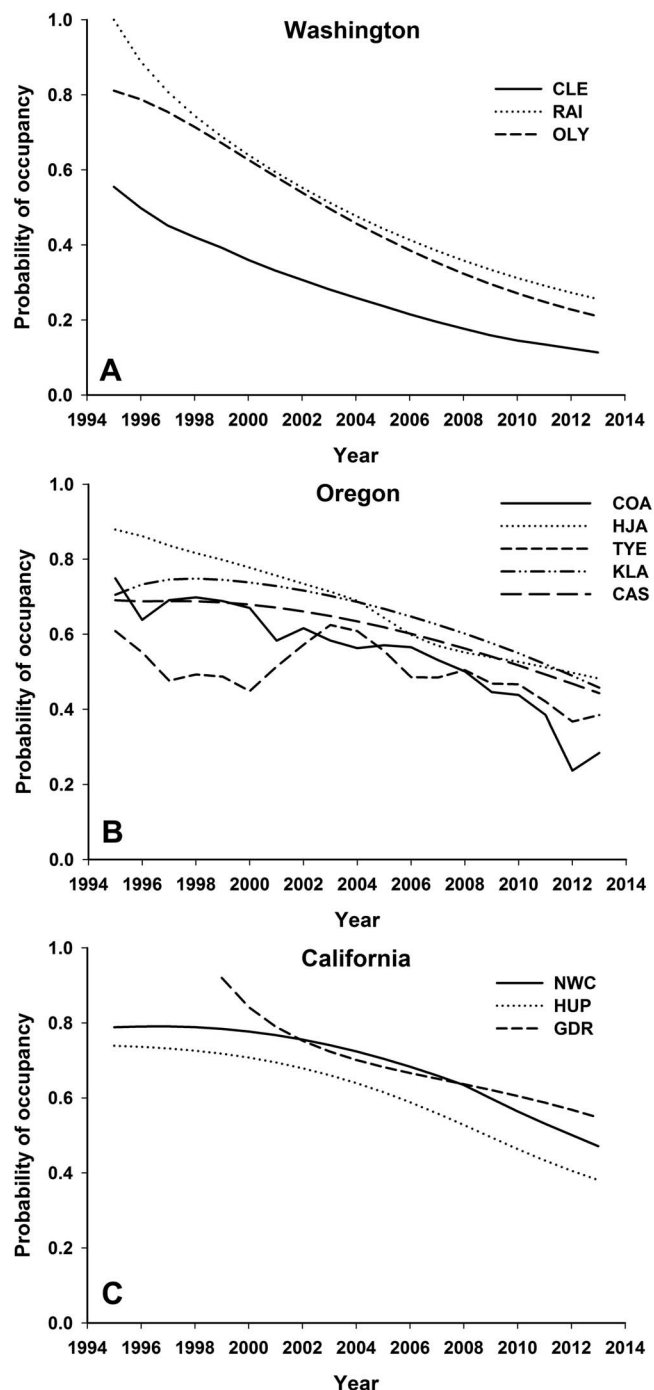 Washington
CLE
RAI
OLY
Probability of occupancy
1.0
0.8
0.6
0.4
0.2
0.0
A
1994 1996 1998 2000 2002 2004 2006 2008 2010 2012 2014
Year
Oregon
COA
HJA
TYE
KLA
CAS
Probability of occupancy
1.0
0.8
0.6
0.4
0.2
0.0
B
1994 1996 1998 2000 2002 2004 2006 2008 2010 2012 2014
Year
California
NWC
HUP
GDR
Probability of occupancy
1.0
0.8
0.6
0.4
0.2
0.0
C
1994 1996 1998 2000 2002 2004 2006 2008 2010 2012 2014
Year